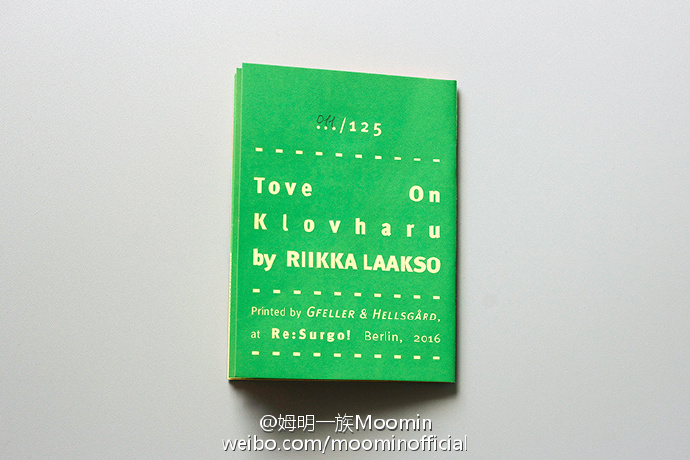 011/125
Tove On
Klovharu
by RIIKKA LAAKSO
Printed by GFELLER & HELLSGÅRD,
at Re:Surgo! Berlin, 2016
@姆明一族Moomin
weibo.com/moominofficial